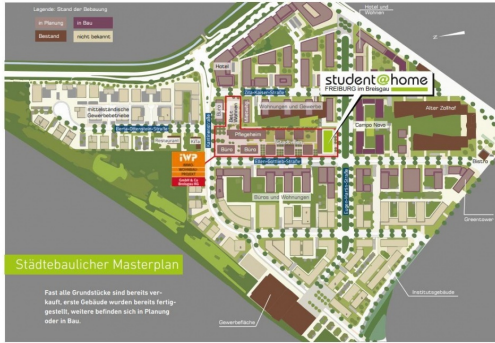 Legende: Stand der Bebauung
in Planung
in Bau
Bestand
nicht bekannt
Hotel und
Wohnen
Hotel
student@home
FREIBURG im Breisgau
mittelständische
Gewerbebetriebe
Wohnungen und Gewerbe
Alter Zollhof
Campo Novo
Pflegeheim
Restaurant
Büro
Büro
Bistro
iWP
Büros und Wohnungen
Greencower
Städtebaulicher Masterplan
Fast alle Grundstücke sind bereits ver-
kauft, erste Gebäude wurden bereits fertig-
gestellt, weitere befinden sich in Planung
oder in Bau.
Institutsgebäude
Gewerbefläche